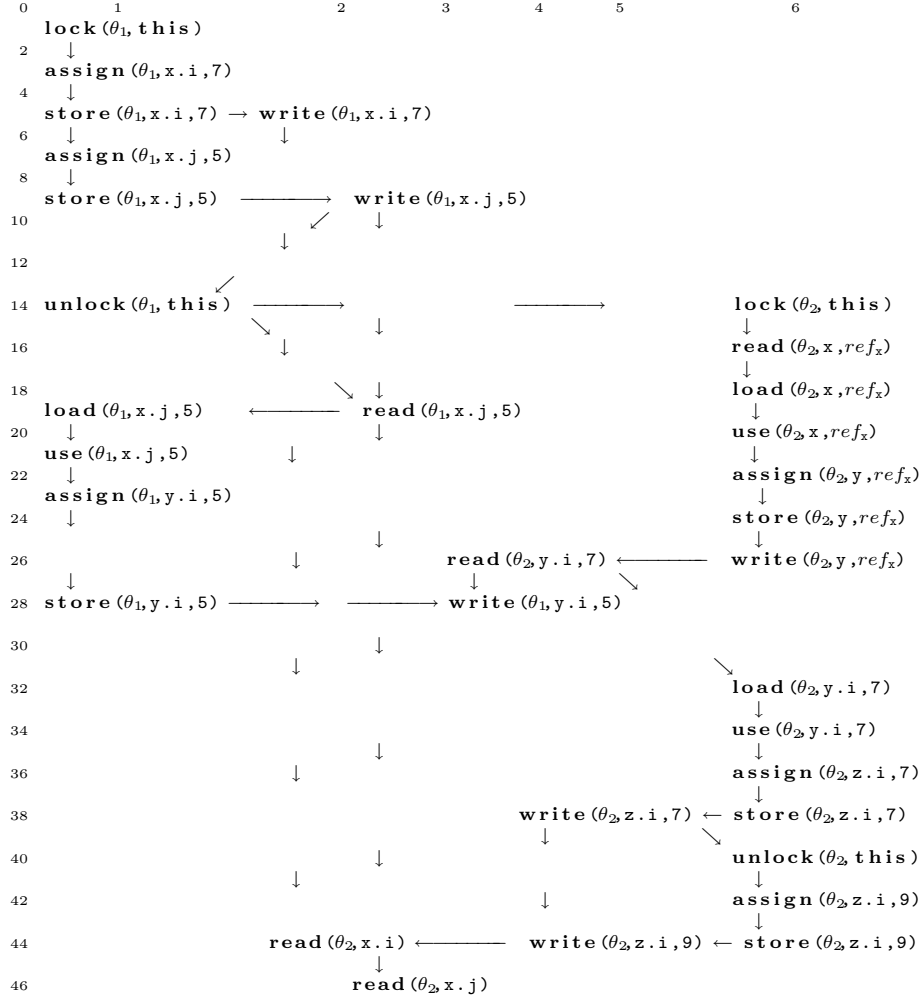 0 1 2 3 4 5 6
lock(θ₁,this)
2 ↓
assign(θ₁,x.i,7)
4 ↓
store(θ₁,x.i,7) → write(θ₁,x.i,7)
6 ↓ ↓
assign(θ₁,x.j,5)
8 ↓
store(θ₁,x.j,5) ⟶ write(θ₁,x.j,5)
10 ↙ ↓
↓
12
↙
14 unlock(θ₁,this) ⟶ ⟶ lock(θ₂,this)
↘ ↓ ↓
16 ↓ read(θ₂,x,refₓ)
↓
18 ↘ ↓ load(θ₂,x,refₓ)
load(θ₁,x.j,5) ⟵ read(θ₁,x.j,5) ↓
20 ↓ ↓ use(θ₂,x,refₓ)
use(θ₁,x.j,5) ↓ ↓
22 ↓ assign(θ₂,y,refₓ)
assign(θ₁,y.i,5) ↓
24 ↓ store(θ₂,y,refₓ)
↓ ↓
26 ↓ read(θ₂,y.i,7) ⟵ write(θ₂,y,refₓ)
↓ ↓ ↘
28 store(θ₁,y.i,5) ⟶ ⟶ write(θ₁,y.i,5)
30 ↓
↓ ↘
32 load(θ₂,y.i,7)
↓
34 use(θ₂,y.i,7)
↓ ↓
36 ↓ assign(θ₂,z.i,7)
↓
38 write(θ₂,z.i,7) ← store(θ₂,z.i,7)
↓ ↘
40 ↓ unlock(θ₂,this)
↓ ↓
42 ↓ assign(θ₂,z.i,9)
↓
44 read(θ₂,x.i) ⟵ write(θ₂,z.i,9) ← store(θ₂,z.i,9)
↓
46 read(θ₂,x.j)